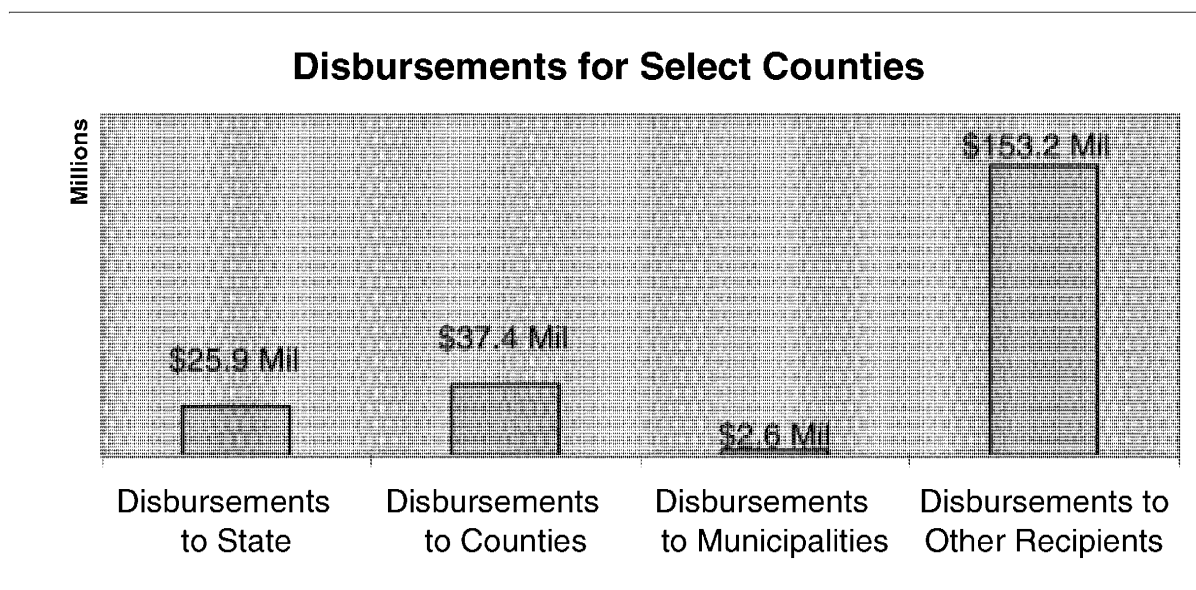 Disbursements for Select Counties
Millions
$153.2 Mil
$37.4 Mil
$25.9 Mil
$2.6 Mil
Disbursements
to State
Disbursements
to Counties
Disbursements
to Municipalities
Disbursements to
Other Recipients